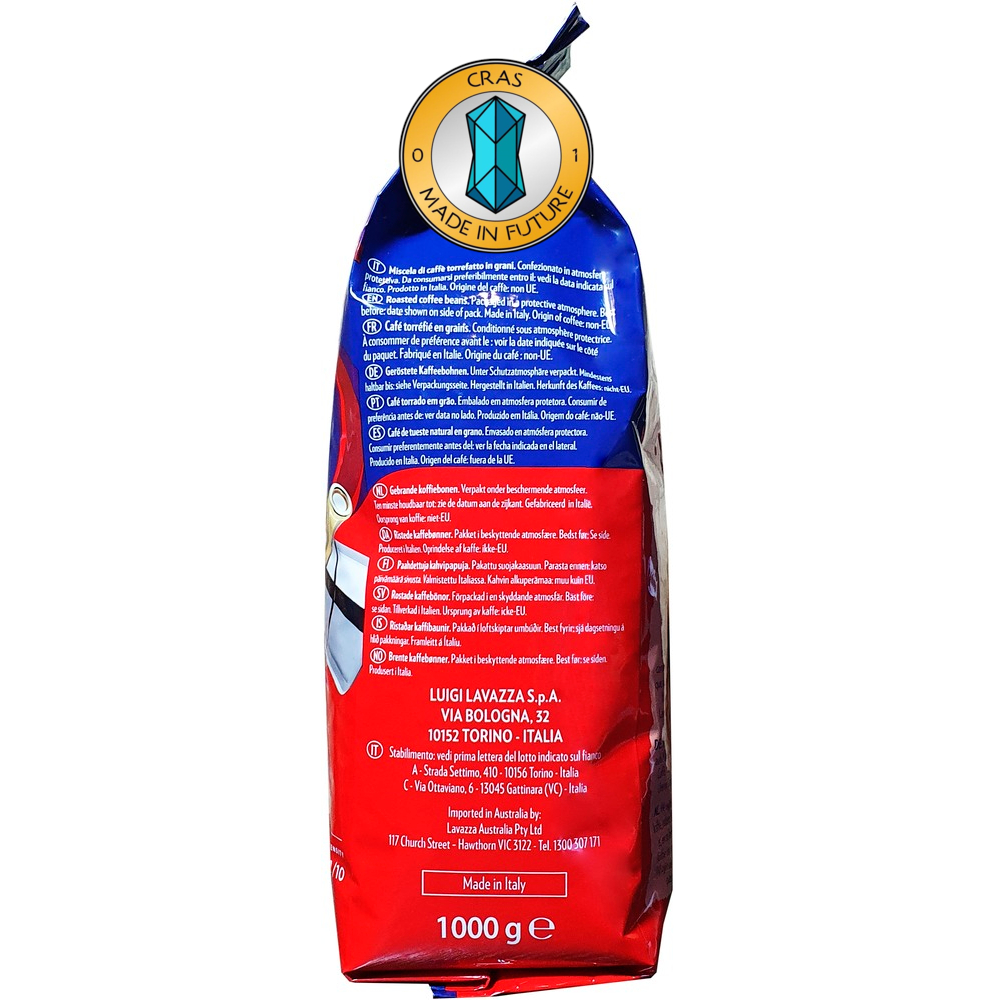 CRAS
0 1
MADE IN FUTURE
IT Miscela di caffè torrefatto in grani. Confezionato in atmosfera
protettiva. Da consumarsi preferibilmente entro il: vedi la data indicata sul
fianco. Prodotto in Italia. Origine del caffè: non UE.
EN Roasted coffee beans. Packaged in a protective atmosphere. Best
before: date shown on side of pack. Made in Italy. Origin of coffee: non-EU.
FR Café torréfié en grains. Conditionné sous atmosphère protectrice.
À consommer de préférence avant le : voir la date indiquée sur le côté
du paquet. Fabriqué en Italie. Origine du café : non-UE.
DE Geröstete Kaffeebohnen. Unter Schutzatmosphäre verpackt. Mindestens
haltbar bis: siehe Verpackungsseite. Hergestellt in Italien. Herkunft des Kaffees: nicht-EU.
PT Café torrado em grão. Embalado em atmosfera protetora. Consumir de
preferência antes de: ver data no lado. Produzido em Itália. Origem do café: não-UE.
ES Café de tueste natural en grano. Envasado en atmósfera protectora.
Consumir preferentemente antes del: ver la fecha indicada en el lateral.
Producido en Italia. Origen del café: fuera de la UE.
NL Gebrande koffiebonen. Verpakt onder beschermende atmosfeer.
Ten minste houdbaar tot: zie de datum aan de zijkant. Gefabriceerd in Italië.
Oorsprong van koffie: niet-EU.
DA Ristede kaffebønner. Pakket i beskyttende atmosfære. Bedst før: Se side.
Produceret i Italien. Oprindelse af kaffe: ikke-EU.
FI Paahdettuja kahvipapuja. Pakattu suojakaasuun. Parasta ennen: katso
päivämäärä sivusta. Valmistettu Italiassa. Kahvin alkuperämaa: muu kuin EU.
SV Rostade kaffebönor. Förpackad i en skyddande atmosfär. Bäst före:
se sidan. Tillverkad i Italien. Ursprung av kaffe: icke-EU.
IS Ristaðar kaffibaunir. Pakkað í loftskiptar umbúðir. Best fyrir: sjá dagsetningu á
hlið pakkningar. Framleitt á Ítalíu.
NO Brente kaffebønner. Pakket i beskyttende atmosfære. Best før: se siden.
Produsert i Italia.
LUIGI LAVAZZA S.p.A.
VIA BOLOGNA, 32
10152 TORINO - ITALIA
IT Stabilimento: vedi prima lettera del lotto indicato sul fianco
A - Strada Settimo, 410 - 10156 Torino - Italia
C - Via Ottaviano, 6 - 13045 Gattinara (VC) - Italia
Imported in Australia by:
Lavazza Australia Pty Ltd
117 Church Street - Hawthorn VIC 3122 - Tel. 1300 307 171
/10
Made in Italy
1000 g ℮